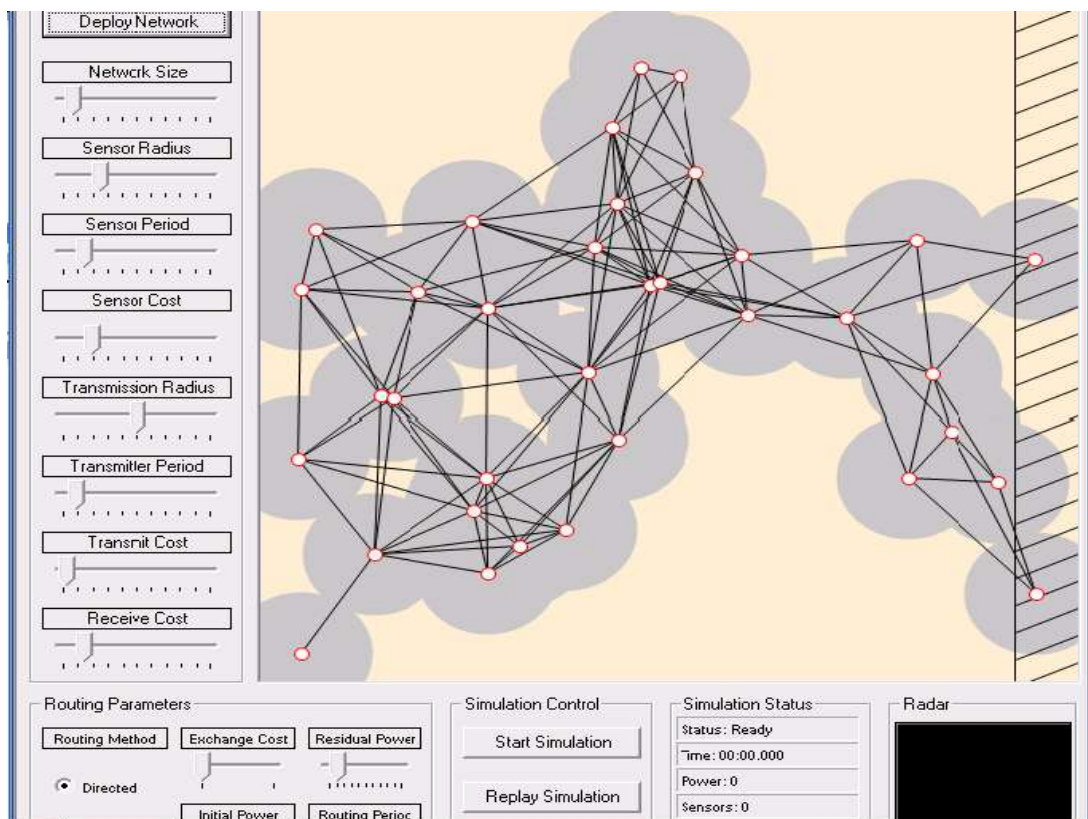 Deploy Network
Network Size
Sensor Radius
Sensor Period
Sensor Cost
Transmission Radius
Transmitter Period
Transmit Cost
Receive Cost
Routing Parameters
Routing Method
Exchange Cost
Residual Power
Directed
Initial Power
Routing Period
Simulation Control
Start Simulation
Replay Simulation
Simulation Status
Status: Ready
Time: 00:00.000
Power: 0
Sensors: 0
Radar